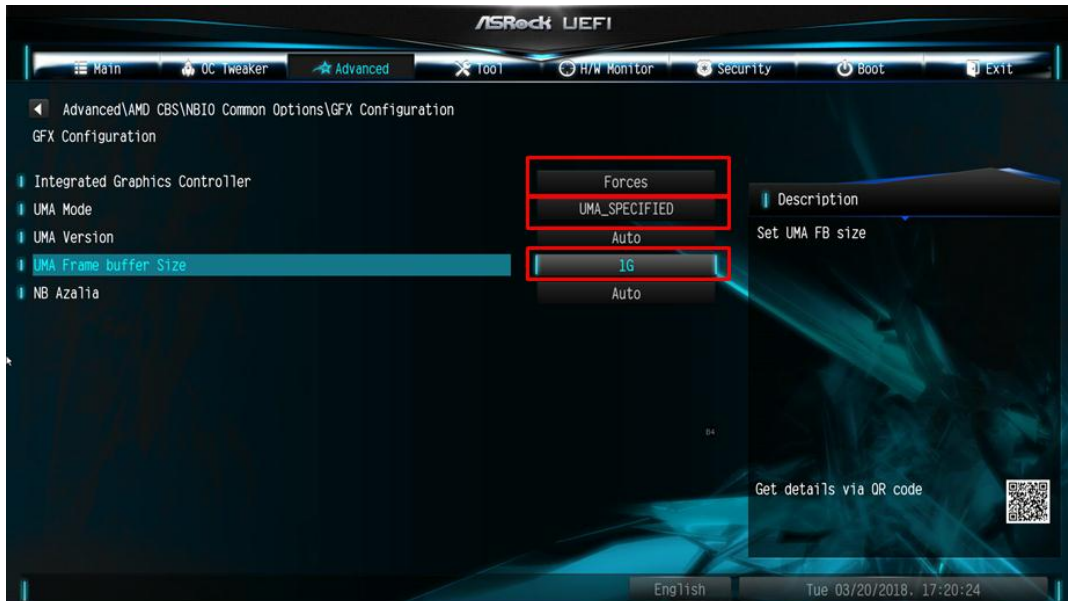 ASRock UEFI
Main OC Tweaker Advanced Tool H/W Monitor Security Boot Exit
Advanced\AMD CBS\NBIO Common Options\GFX Configuration
GFX Configuration
Integrated Graphics Controller Forces
UMA Mode UMA_SPECIFIED
UMA Version Auto
UMA Frame buffer Size 1G
NB Azalia Auto
Description
Set UMA FB size
B4
Get details via QR code
English Tue 03/20/2018. 17:20:24